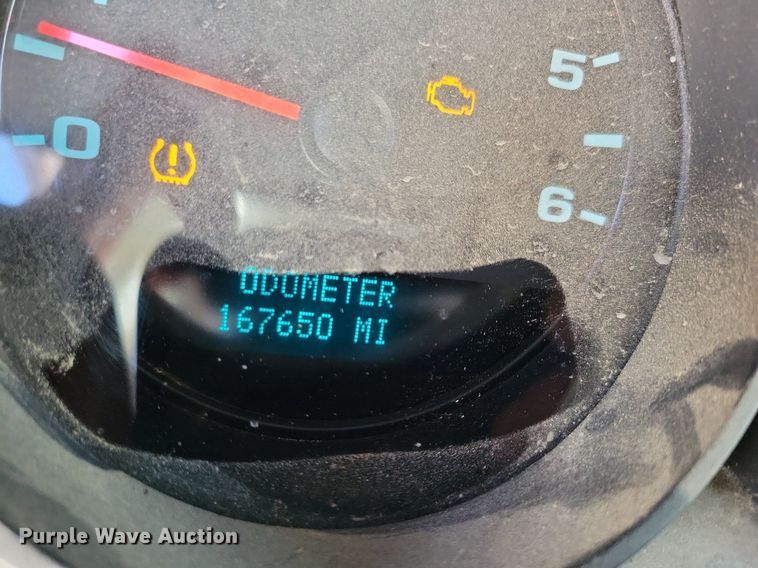 5
0
6
ODOMETER
167650 MI
Purple Wave Auction